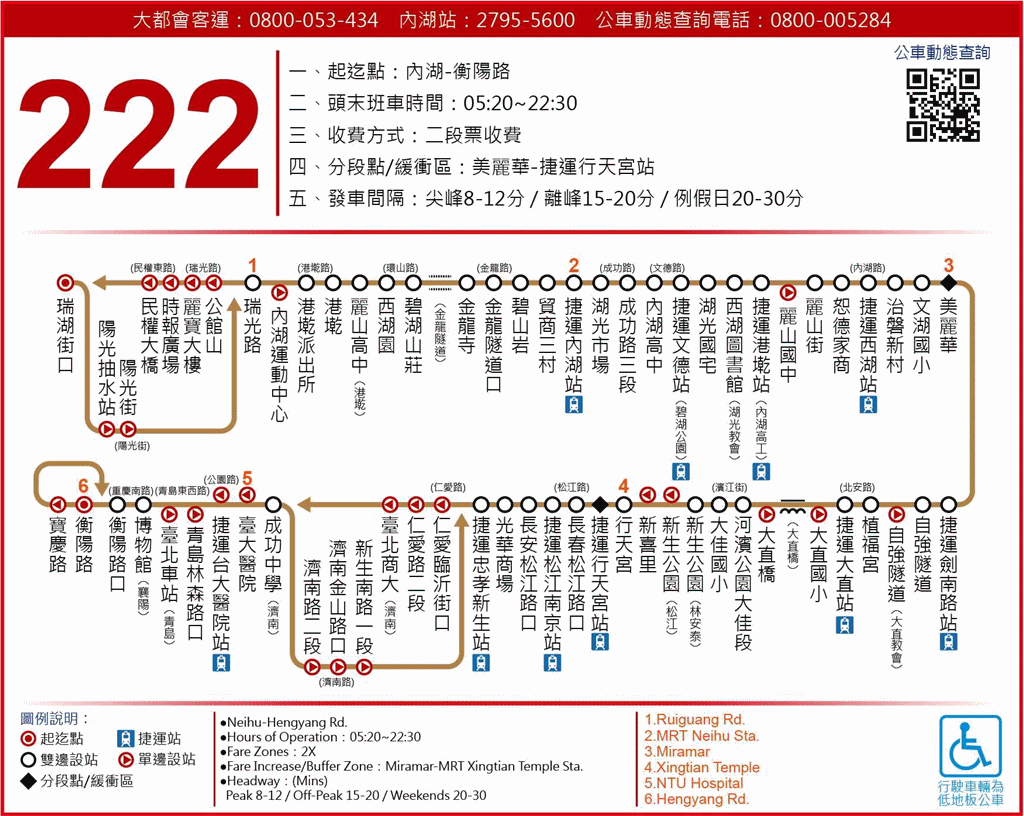 大都會客運：0800-053-434　內湖站：2795-5600　公車動態查詢電話：0800-005284
公車動態查詢
222
一、起迄點：內湖-衡陽路
二、頭末班車時間：05:20~22:30
三、收費方式：二段票收費
四、分段點/緩衝區：美麗華-捷運行天宮站
五、發車間隔：尖峰8-12分 / 離峰15-20分 / 例假日20-30分
(民權東路)
(瑞光路)
1
(港墘路)
(環山路)
(金龍路)
2
(成功路)
(文德路)
(內湖路)
3
瑞湖街口
陽光抽水站
陽光街
(陽光街)
民權大橋
時報廣場
麗寶大樓
公館山
瑞光路
內湖運動中心
港墘派出所
港墘
麗山高中（港墘）
西湖園
碧湖山莊
（金龍隧道）
金龍寺
金龍隧道口
碧山岩
貿商三村
捷運內湖站
湖光市場
成功路三段
內湖高中
捷運文德站（碧湖公園）
湖光國宅
西湖圖書館（湖光教會）
捷運港墘站（內湖高工）
麗山國中
麗山街
恕德家商
捷運西湖站
治磐新村
文湖國小
美麗華
6
(重慶南路)
(青島東西路)
(公園路)
5
(仁愛路)
(松江路)
4
(濱江街)
(北安路)
寶慶路
衡陽路
衡陽路口
博物館（襄陽）
臺北車站（青島）
青島林森路口
捷運台大醫院站
臺大醫院
成功中學（濟南）
濟南路二段
濟南金山路口
新生南路一段
(濟南路)
臺北商大（濟南）
仁愛路二段
仁愛臨沂街口
捷運忠孝新生站
光華商場
長安松江路口
捷運松江南京站
長春松江路口
捷運行天宮站
行天宮
新喜里
新生公園（松江）
新生公園（林安泰）
大佳國小
河濱公園大佳段
大直橋
（大直橋）
大直國小
捷運大直站
植福宮
自強隧道（大直教會）
自強隧道
捷運劍南路站
圖例說明：
起迄點
捷運站
雙邊設站
單邊設站
分段點/緩衝區
●Neihu-Hengyang Rd.
●Hours of Operation：05:20~22:30
●Fare Zones：2X
●Fare Increase/Buffer Zone：Miramar-MRT Xingtian Temple Sta.
●Headway：(Mins)
Peak 8-12 / Off-Peak 15-20 / Weekends 20-30
1.Ruiguang Rd.
2.MRT Neihu Sta.
3.Miramar
4.Xingtian Temple
5.NTU Hospital
6.Hengyang Rd.
行駛車輛為
低地板公車